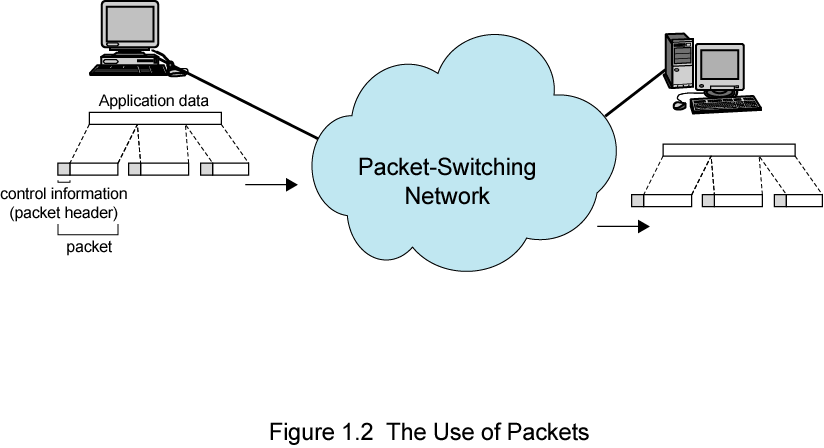 Application data
Packet-Switching
Network
control information
(packet header)
packet
Figure 1.2  The Use of Packets